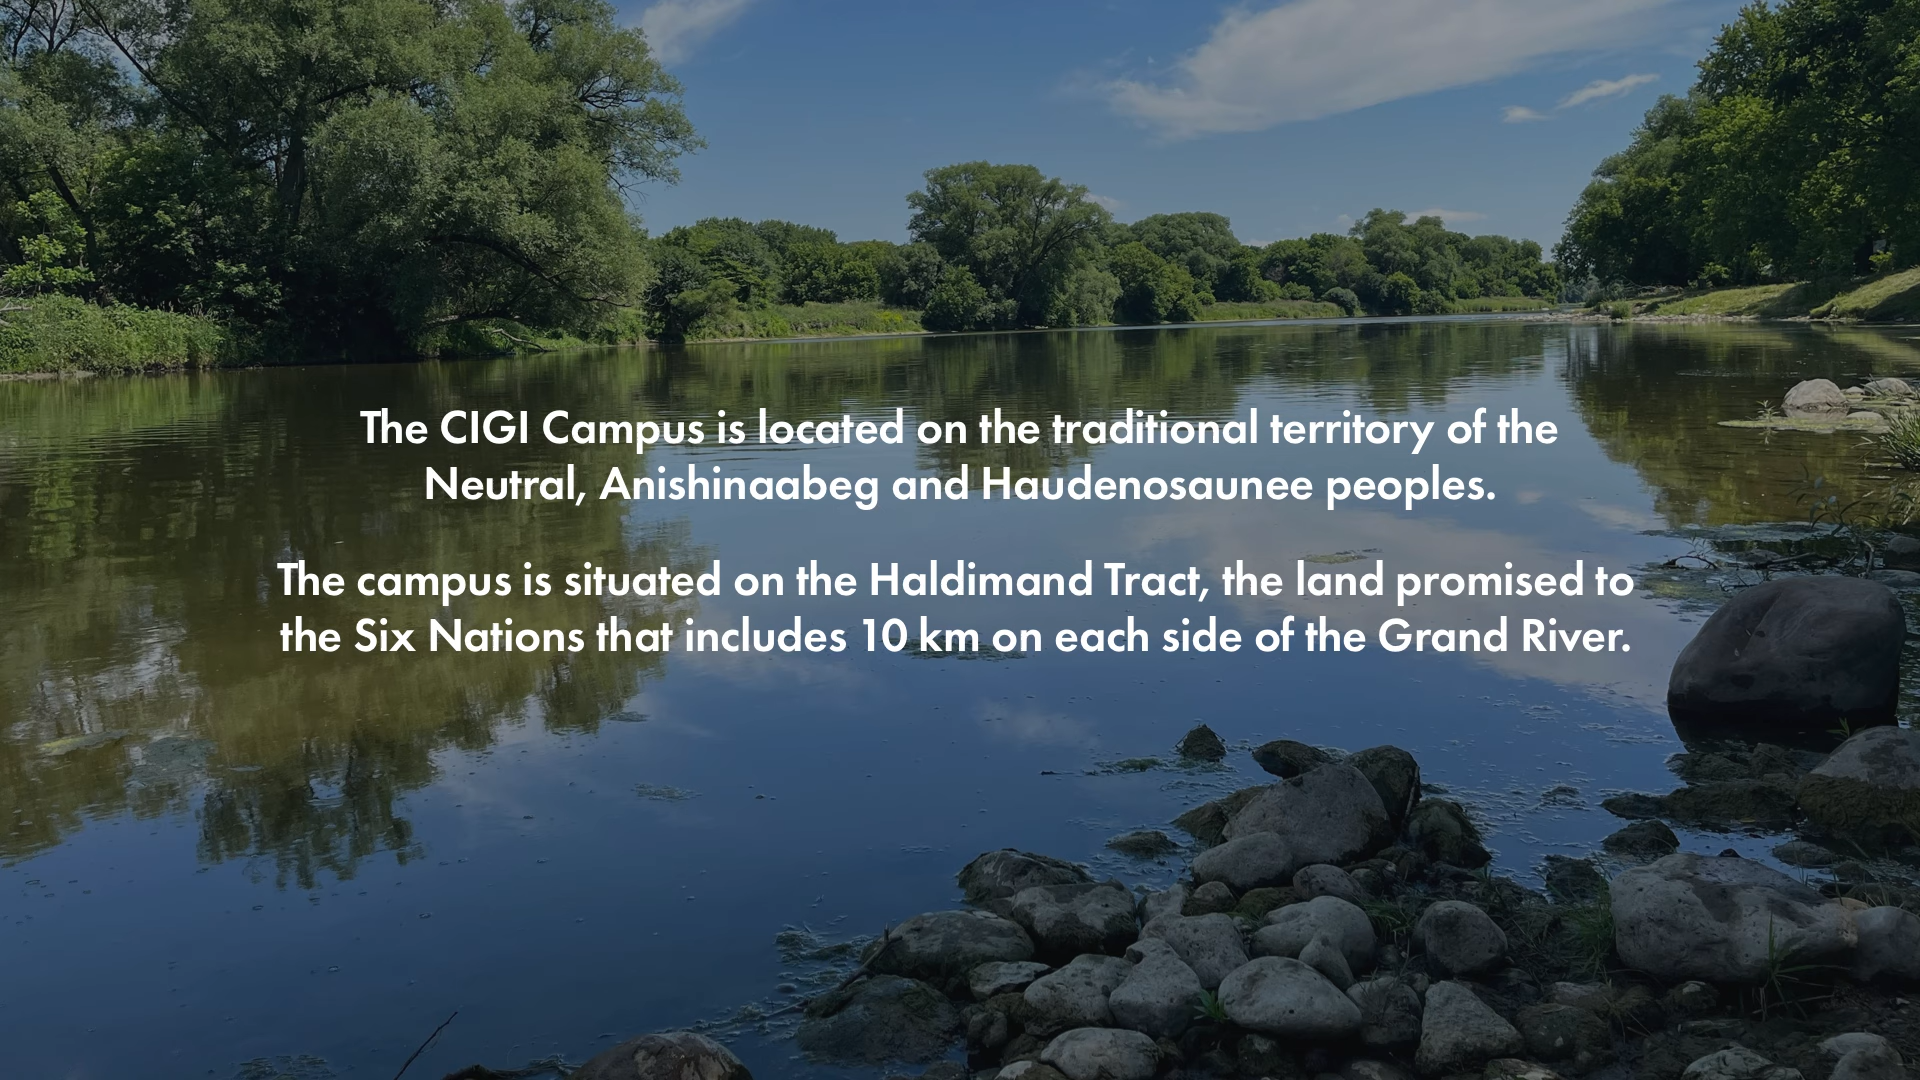 The CIGI Campus is located on the traditional territory of the
Neutral, Anishinaabeg and Haudenosaunee peoples.
The campus is situated on the Haldimand Tract, the land promised to
the Six Nations that includes 10 km on each side of the Grand River.